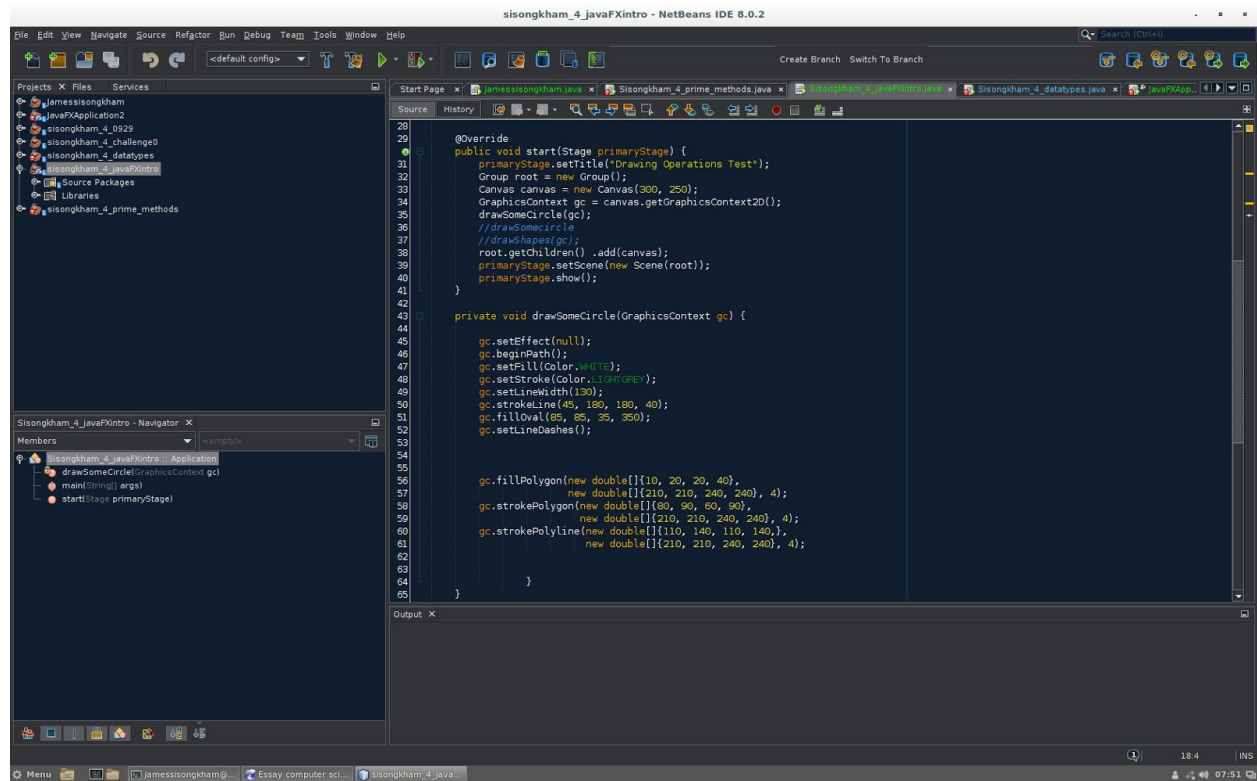 sisongkham_4_javaFXintro - NetBeans IDE 8.0.2
File Edit View Navigate Source Refactor Run Debug Team Tools Window Help
Search (Ctrl+I)
<default config>
Create Branch Switch To Branch
Projects Files Services
Jamessisongkham
JavaFXApplication2
sisongkham_4_0929
sisongkham_4_challenge0
sisongkham_4_datatypes
sisongkham_4_javaFXintro
Source Packages
Libraries
sisongkham_4_prime_methods
Start Page jamessisongkham.java Sisongkham_4_prime_methods.java Sisongkham_4_javaFXintro.java Sisongkham_4_datatypes.java JavaFXApp...
Source History
28
29 @Override
public void start(Stage primaryStage) {
31 primaryStage.setTitle("Drawing Operations Test");
32 Group root = new Group();
33 Canvas canvas = new Canvas(300, 250);
34 GraphicsContext gc = canvas.getGraphicsContext2D();
35 drawSomeCircle(gc);
36 //drawSomecircle
37 //drawShapes(gc);
38 root.getChildren() .add(canvas);
39 primaryStage.setScene(new Scene(root));
40 primaryStage.show();
41 }
42
43 private void drawSomeCircle(GraphicsContext gc) {
44
45 gc.setEffect(null);
46 gc.beginPath();
47 gc.setFill(Color.WHITE);
48 gc.setStroke(Color.LIGHTGREY);
49 gc.setLineWidth(130);
50 gc.strokeLine(45, 180, 180, 40);
51 gc.fillOval(85, 85, 35, 350);
52 gc.setLineDashes();
53
54
55
56 gc.fillPolygon(new double[]{10, 20, 20, 40},
57 new double[]{210, 210, 240, 240}, 4);
58 gc.strokePolygon(new double[]{80, 90, 60, 90},
59 new double[]{210, 210, 240, 240}, 4);
60 gc.strokePolyline(new double[]{110, 140, 110, 140,},
61 new double[]{210, 210, 240, 240}, 4);
62
63
64 }
65 }
Sisongkham_4_javaFXintro - Navigator
Members <empty>
Sisongkham_4_javaFXintro :: Application
drawSomeCircle(GraphicsContext gc)
main(String[] args)
start(Stage primaryStage)
Output
18:4 INS
Menu jamessisongkham@... Essay computer sci... sisongkham_4_java... 07:51